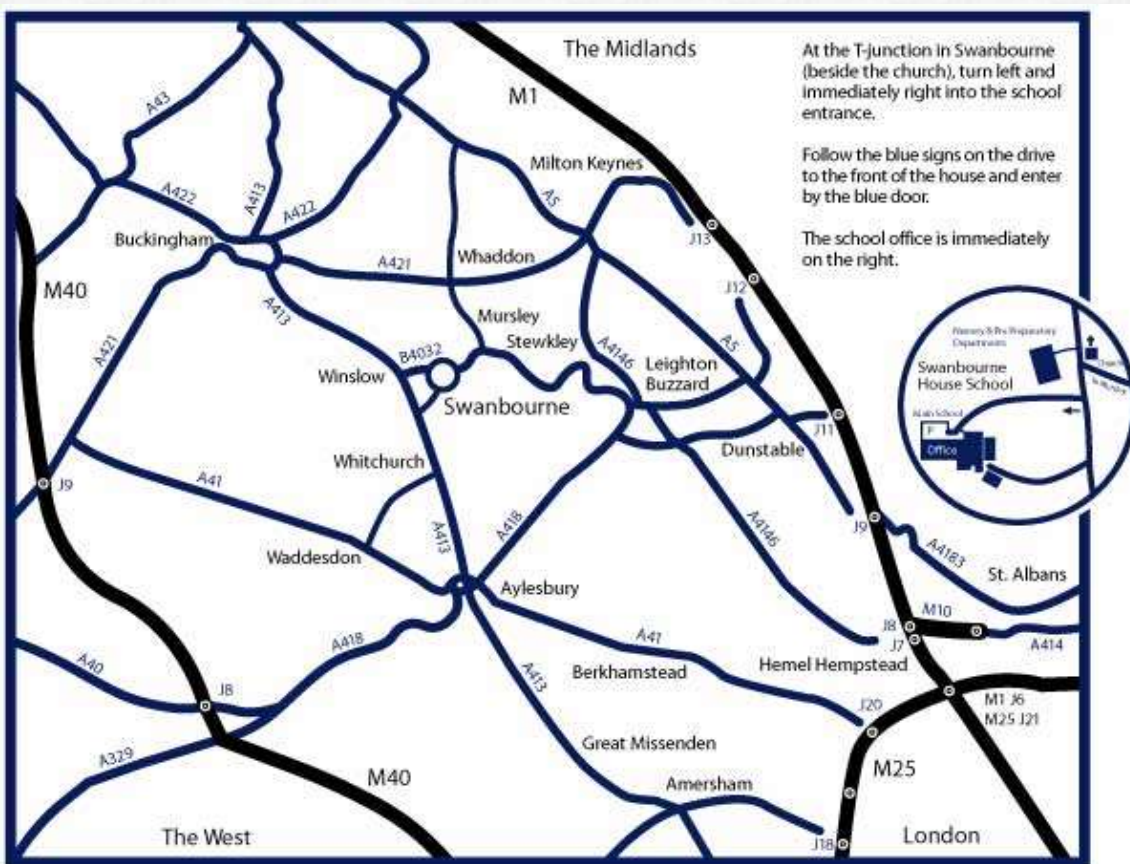 The Midlands
M1
At the T-junction in Swanbourne
(beside the church), turn left and
immediately right into the school
entrance.
Follow the blue signs on the drive
to the front of the house and enter
by the blue door.
The school office is immediately
on the right.
A43
A422
A413
A422
Milton Keynes
A5
J13
Buckingham
Whaddon
A421
M40
A413
J12
A421
Mursley
Stewkley
B4032
A4146
A5
Leighton
Buzzard
Winslow
Swanbourne
J11
Dunstable
Swanbourne
House School
Main School
P
Office
Whitchurch
J9
A41
A418
A413
A4146
J9
A4183
Waddesdon
Aylesbury
St. Albans
M10
J8
J7
A414
A418
A41
A40
Berkhamstead
Hemel Hempstead
J8
A413
J20
M1 J6
M25 J21
A329
Great Missenden
M40
M25
Amersham
The West
J18
London